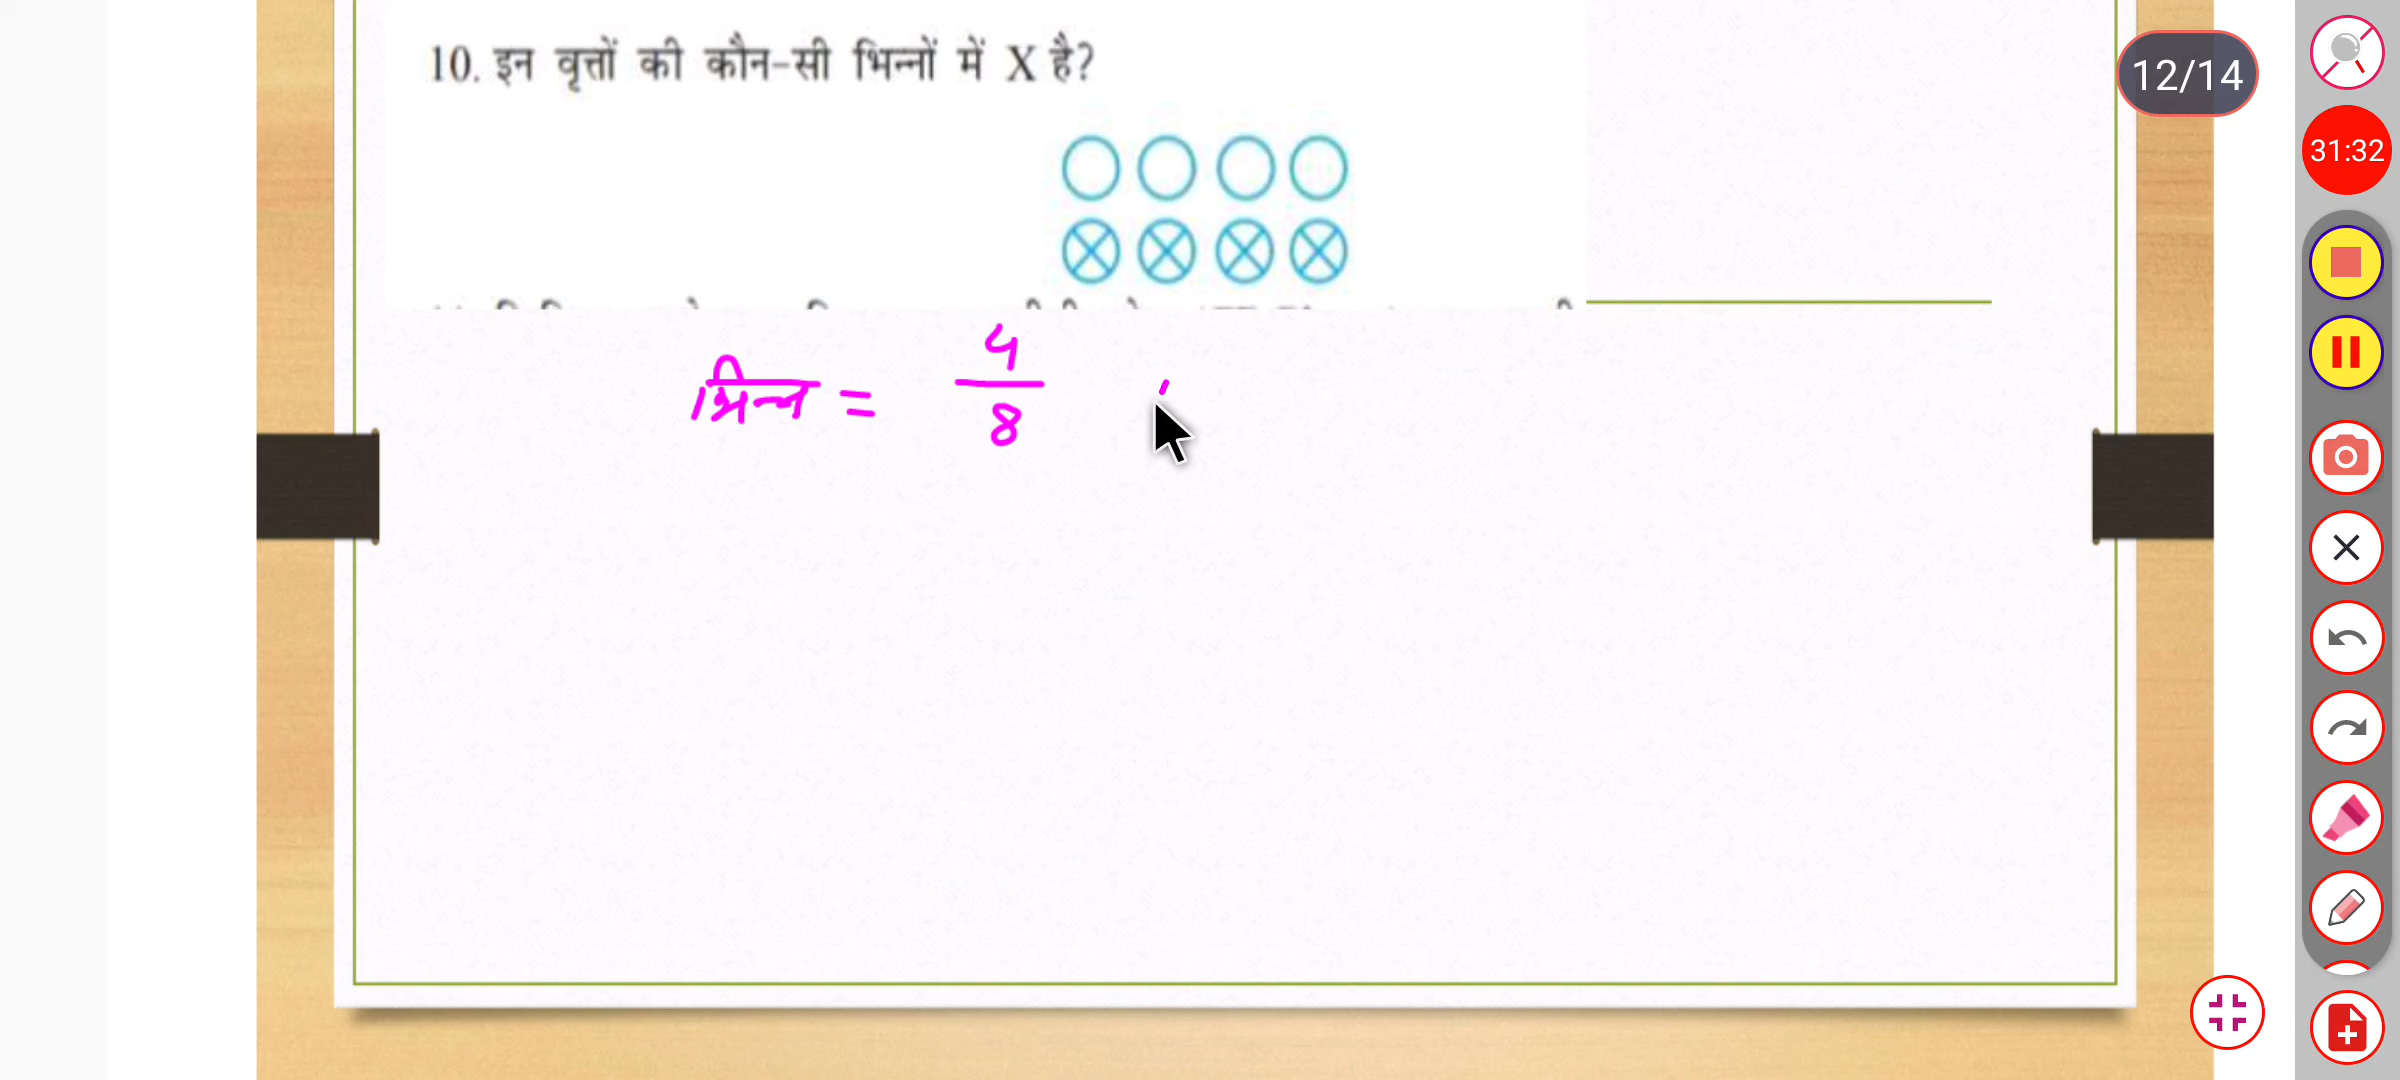 10. इन वृत्तों की कौन-सी भिन्नों में X है?
12/14
31:32
भिन्न = 4/8